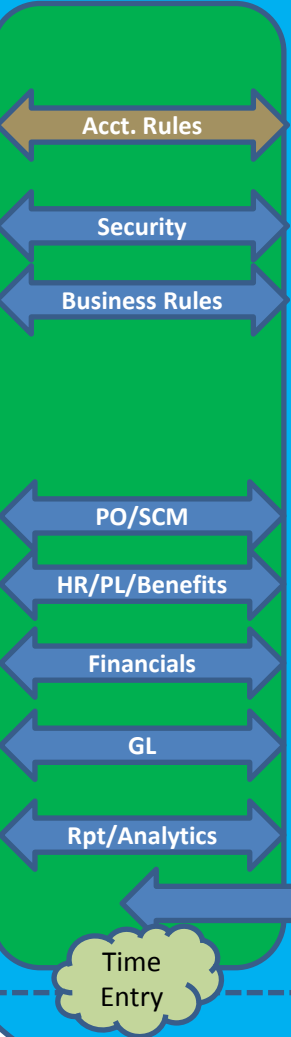 Acct. Rules
Security
Business Rules
PO/SCM
HR/PL/Benefits
Financials
GL
Rpt/Analytics
Time
Entry